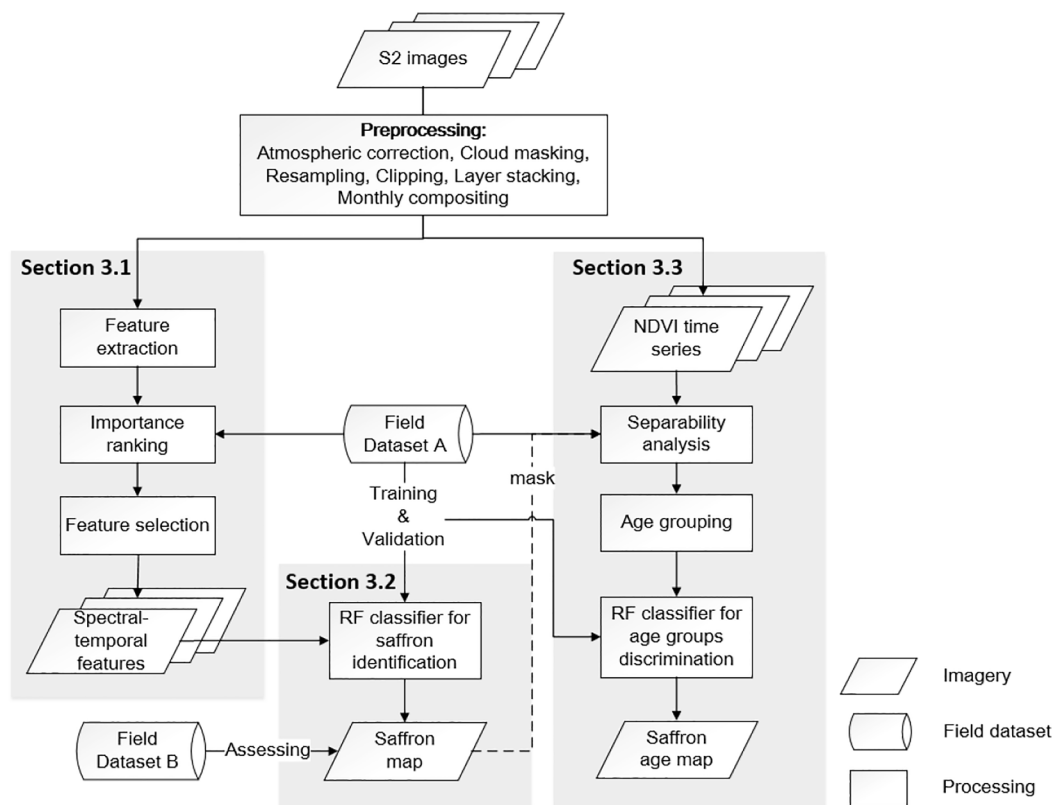 S2 images
Preprocessing:
Atmospheric correction, Cloud masking,
Resampling, Clipping, Layer stacking,
Monthly compositing
Section 3.1
Feature
extraction
Importance
ranking
Feature selection
Spectral-
temporal
features
Field
Dataset A
Training
&
Validation
mask
Section 3.2
RF classifier for
saffron
identification
Field
Dataset B
Assessing
Saffron
map
Section 3.3
NDVI time
series
Separability
analysis
Age grouping
RF classifier for
age groups
discrimination
Saffron
age map
Imagery
Field dataset
Processing